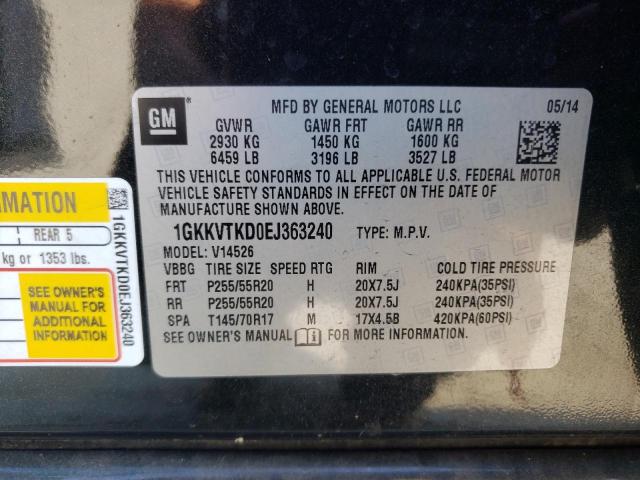 GM
MFD BY GENERAL MOTORS LLC 05/14
GVWR GAWR FRT GAWR RR
2930 KG 1450 KG 1600 KG
6459 LB 3196 LB 3527 LB
THIS VEHICLE CONFORMS TO ALL APPLICABLE U.S. FEDERAL MOTOR
VEHICLE SAFETY STANDARDS IN EFFECT ON THE DATE OF
MANUFACTURE SHOWN ABOVE.
1GKKVTKD0EJ363240 TYPE: M.P.V.
MODEL: V14526
VBBG TIRE SIZE SPEED RTG RIM COLD TIRE PRESSURE
FRT P255/55R20 H 20X7.5J 240KPA(35PSI)
RR P255/55R20 H 20X7.5J 240KPA(35PSI)
SPA T145/70R17 M 17X4.5B 420KPA(60PSI)
SEE OWNER'S MANUAL FOR MORE INFORMATION.
REAR 5
kg or 1353 lbs.
SEE OWNER'S
MANUAL FOR
ADDITIONAL
INFORMATION
1GKKVTKD0EJ363240